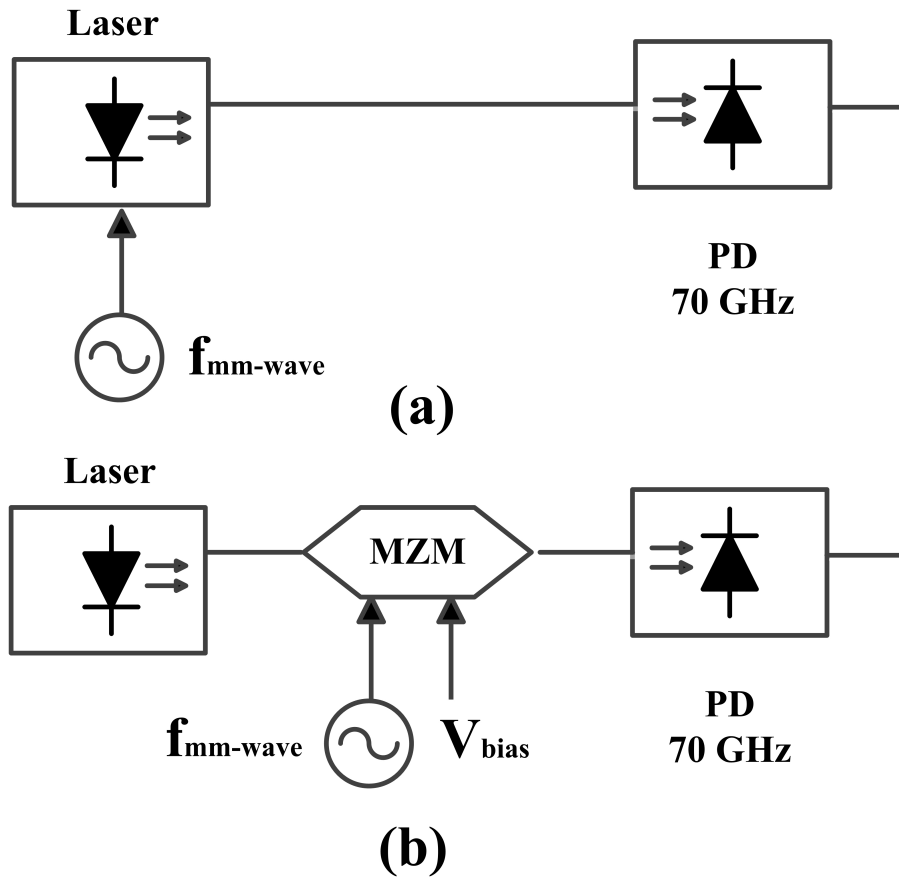 Laser
PD
70 GHz
fmm-wave
(a)
Laser
MZM
PD
70 GHz
fmm-wave
Vbias
(b)